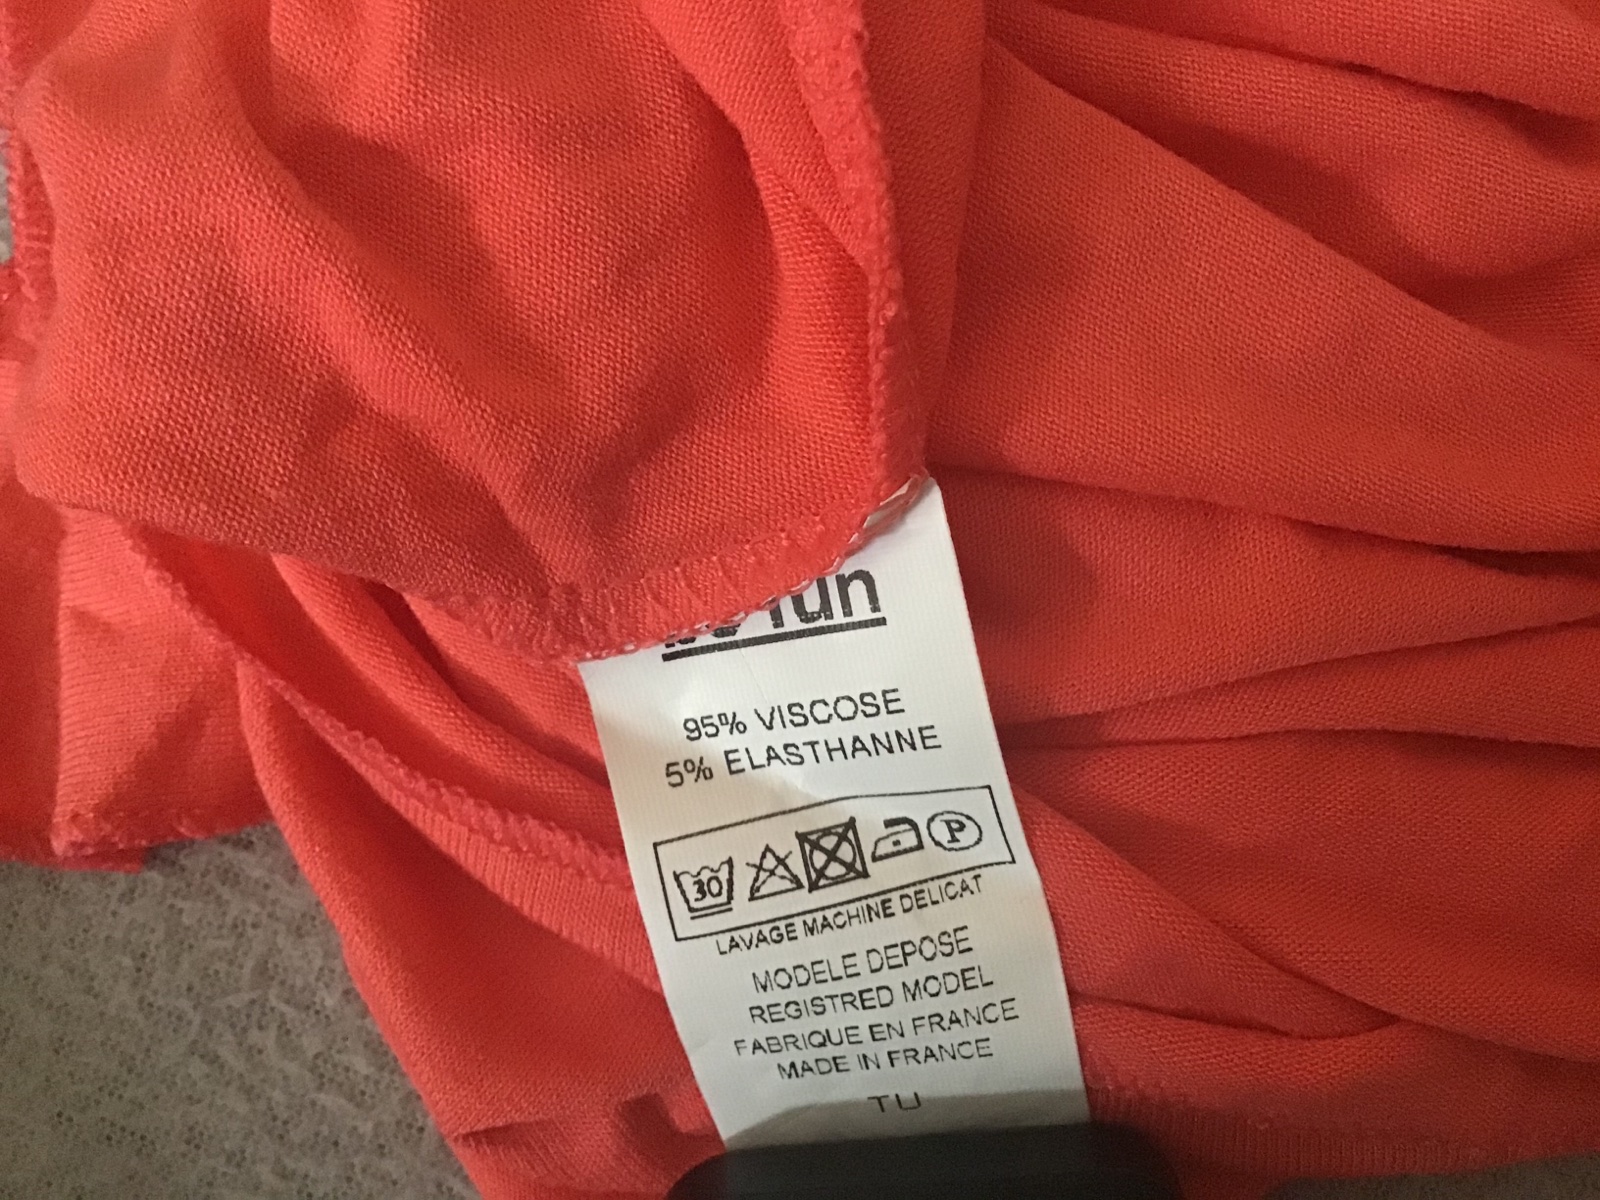 fun
95% VISCOSE
5% ELASTHANNE
30 P
LAVAGE MACHINE DELICAT
MODELE DEPOSE
REGISTRED MODEL
FABRIQUE EN FRANCE
MADE IN FRANCE
TU